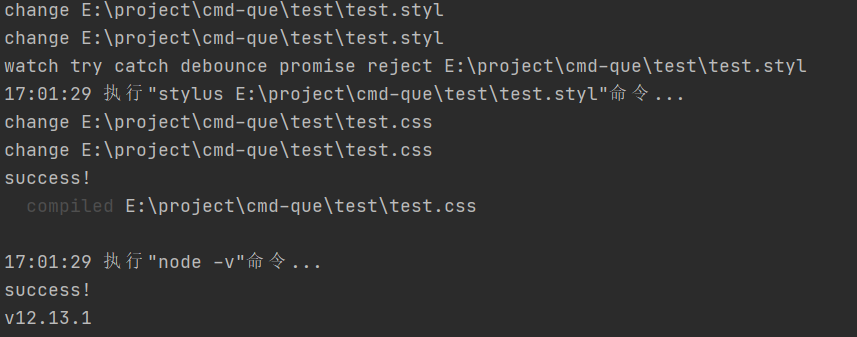 change E:\project\cmd-que\test\test.styl
change E:\project\cmd-que\test\test.styl
watch try catch debounce promise reject E:\project\cmd-que\test\test.styl
17:01:29 执行"stylus E:\project\cmd-que\test\test.styl"命令...
change E:\project\cmd-que\test\test.css
change E:\project\cmd-que\test\test.css
success!
compiled E:\project\cmd-que\test\test.css
17:01:29 执行"node -v"命令...
success!
v12.13.1